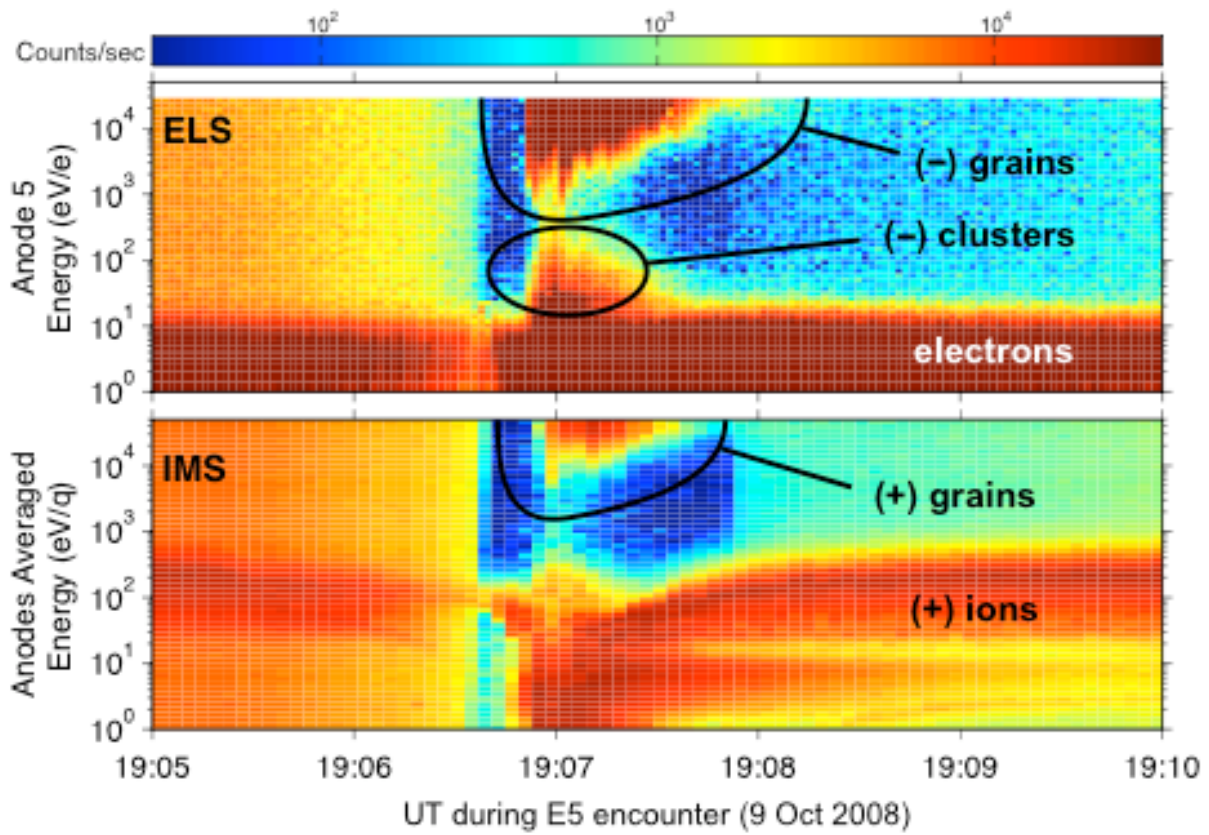 10² 10³ 10⁴
Counts/sec
ELS
10⁴
10³
10²
10¹
10⁰
Anode 5
Energy (eV/e)
(−) grains
(−) clusters
electrons
IMS
10⁴
10³
10²
10¹
10⁰
Anodes Averaged
Energy (eV/q)
(+) grains
(+) ions
19:05 19:06 19:07 19:08 19:09 19:10
UT during E5 encounter (9 Oct 2008)